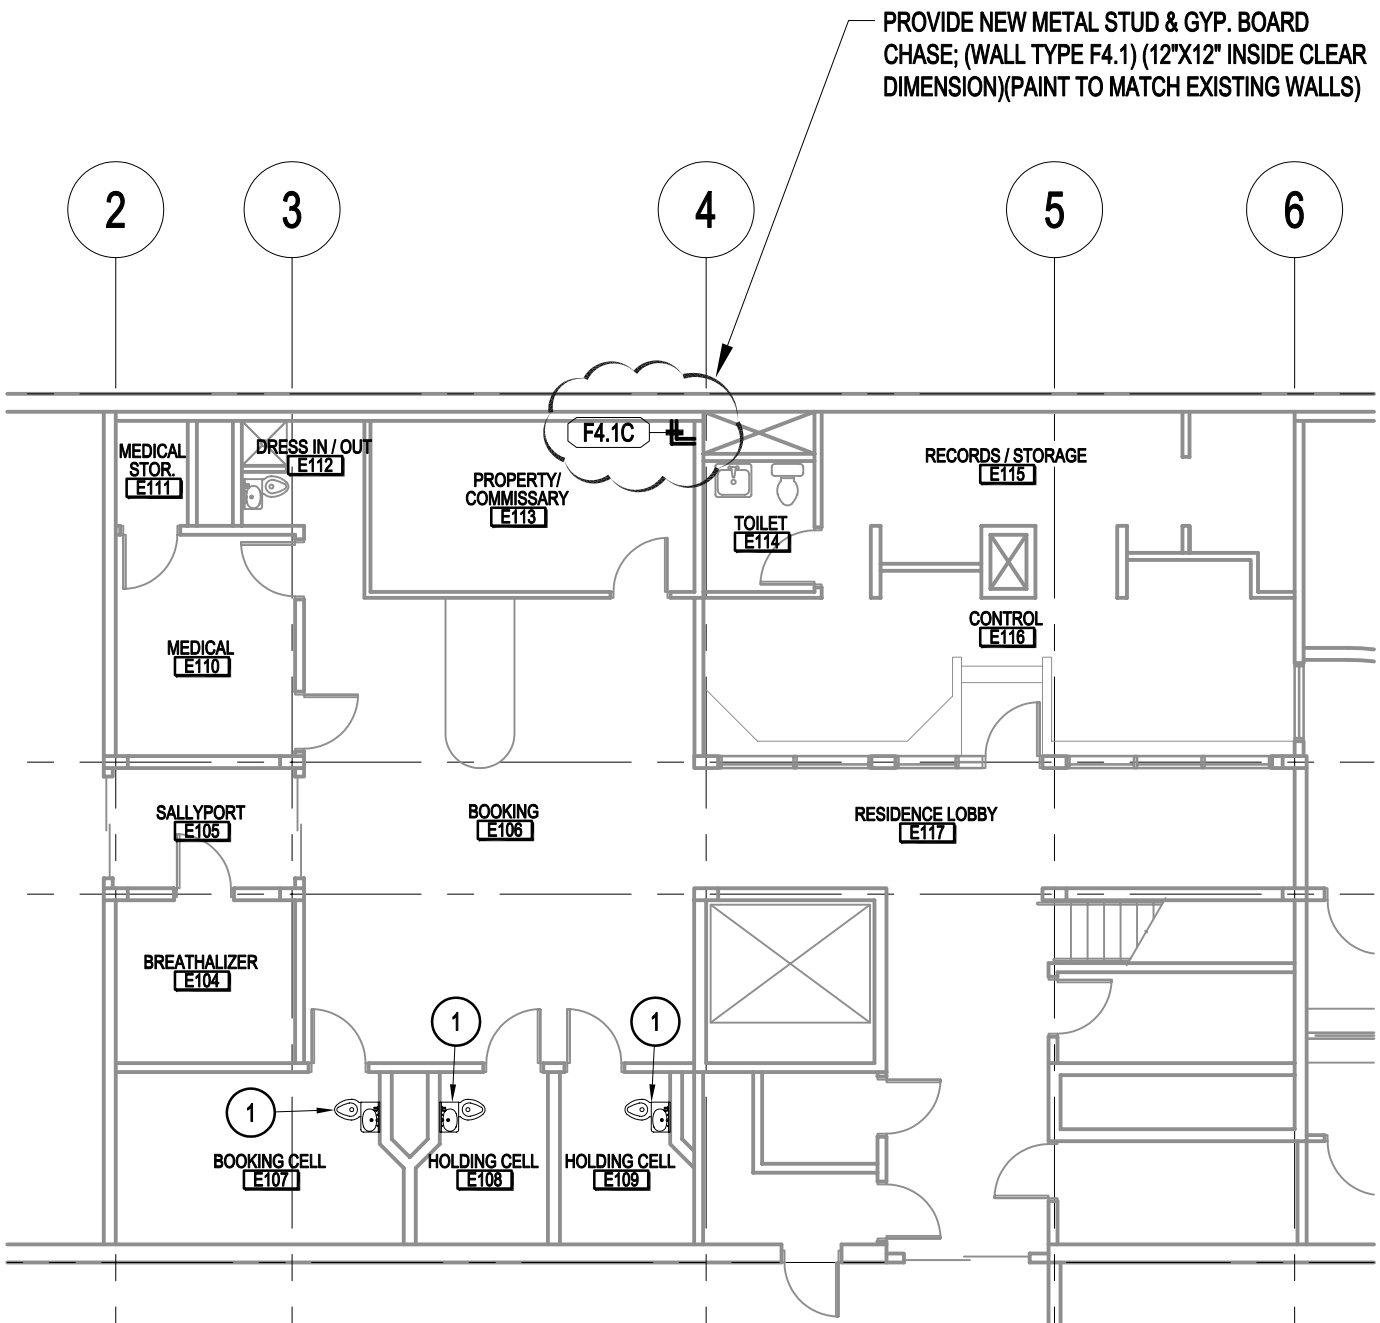 PROVIDE NEW METAL STUD & GYP. BOARD
CHASE; (WALL TYPE F4.1) (12"X12" INSIDE CLEAR
DIMENSION)(PAINT TO MATCH EXISTING WALLS)
2
3
4
5
6
F4.1C
MEDICAL
STOR.
E111
DRESS IN / OUT
E112
PROPERTY/
COMMISSARY
E113
TOILET
E114
RECORDS / STORAGE
E115
CONTROL
E116
MEDICAL
E110
SALLYPORT
E105
BOOKING
E106
RESIDENCE LOBBY
E117
BREATHALIZER
E104
1
1
1
BOOKING CELL
E107
HOLDING CELL
E108
HOLDING CELL
E109